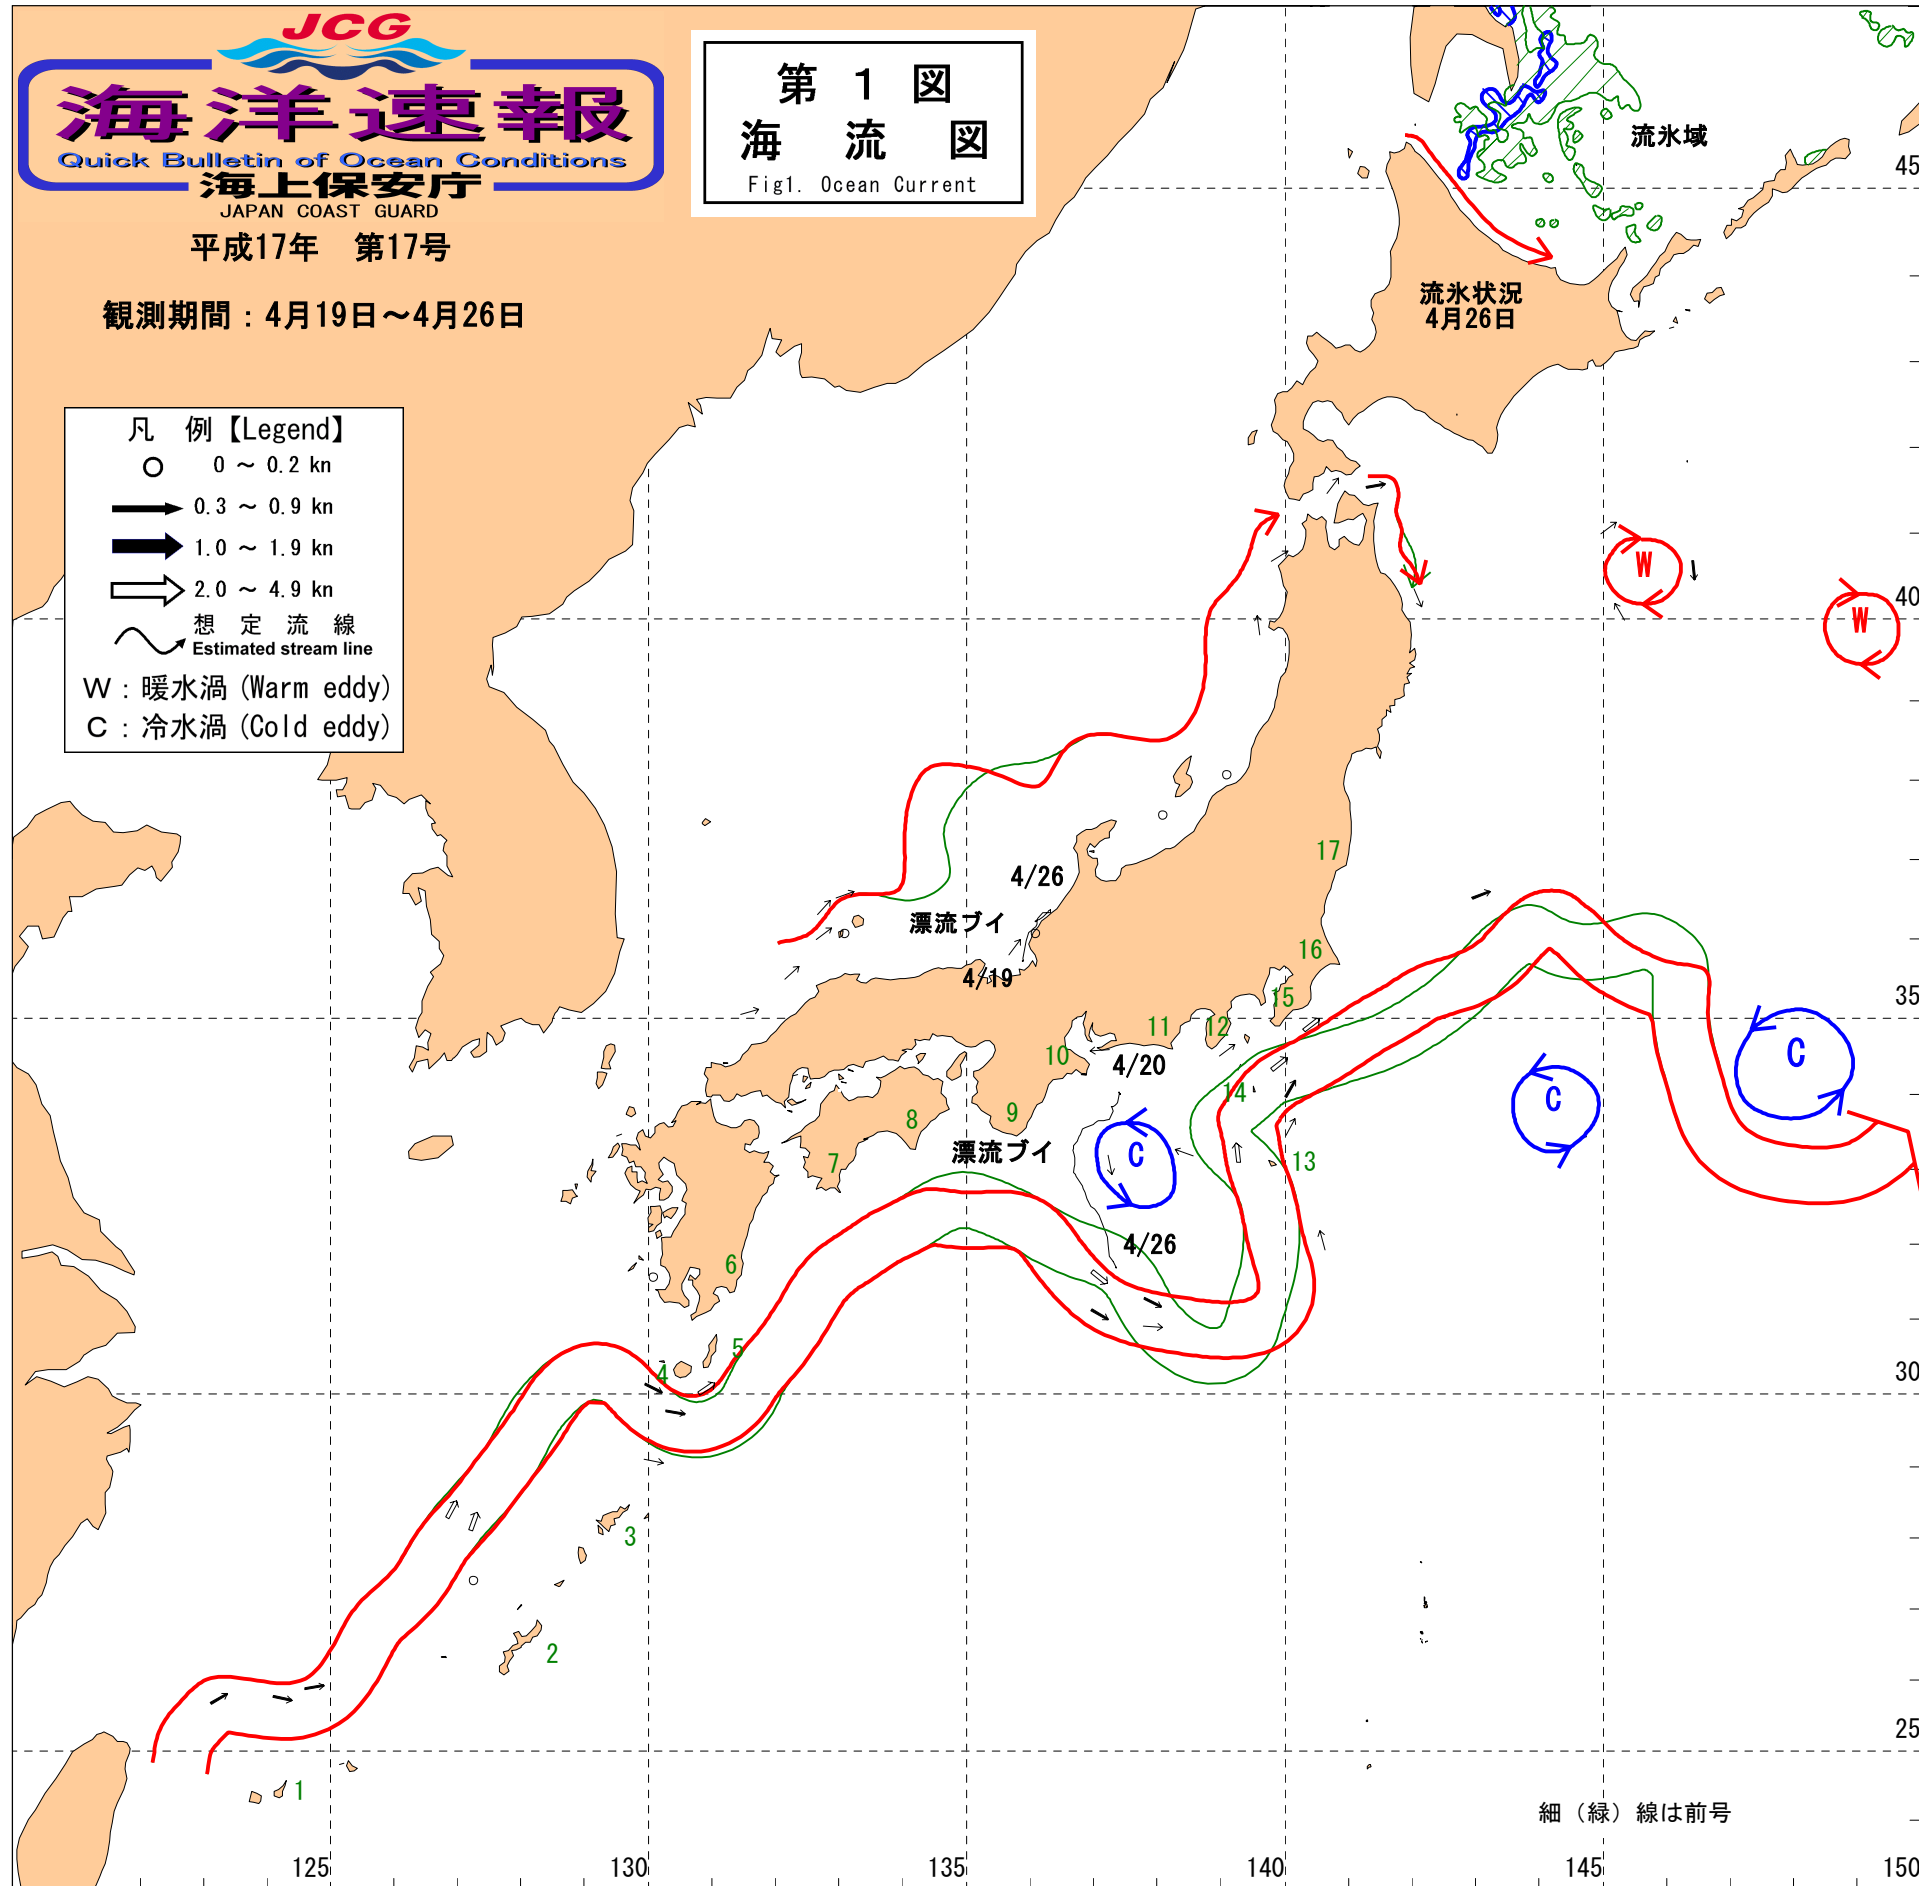 JCG
海洋速報
Quick Bulletin of Ocean Conditions
海上保安庁
JAPAN COAST GUARD
平成17年 第17号
観測期間：4月19日～4月26日
第 1 図
海 流 図
Fig1. Ocean Current
凡 例【Legend】
0 ～ 0.2 kn
0.3 ～ 0.9 kn
1.0 ～ 1.9 kn
2.0 ～ 4.9 kn
想 定 流 線
Estimated stream line
W：暖水渦(Warm eddy)
C：冷水渦(Cold eddy)
流氷域
45
流氷状況
4月26日
W
40
W
17
4/26
漂流ブイ
16
4/19
15
35
11
12
10
4/20
C
14
C
8
9
漂流ブイ
C
7
13
4/26
6
5
4
30
3
2
25
1
細（緑）線は前号
125
130
135
140
145
150